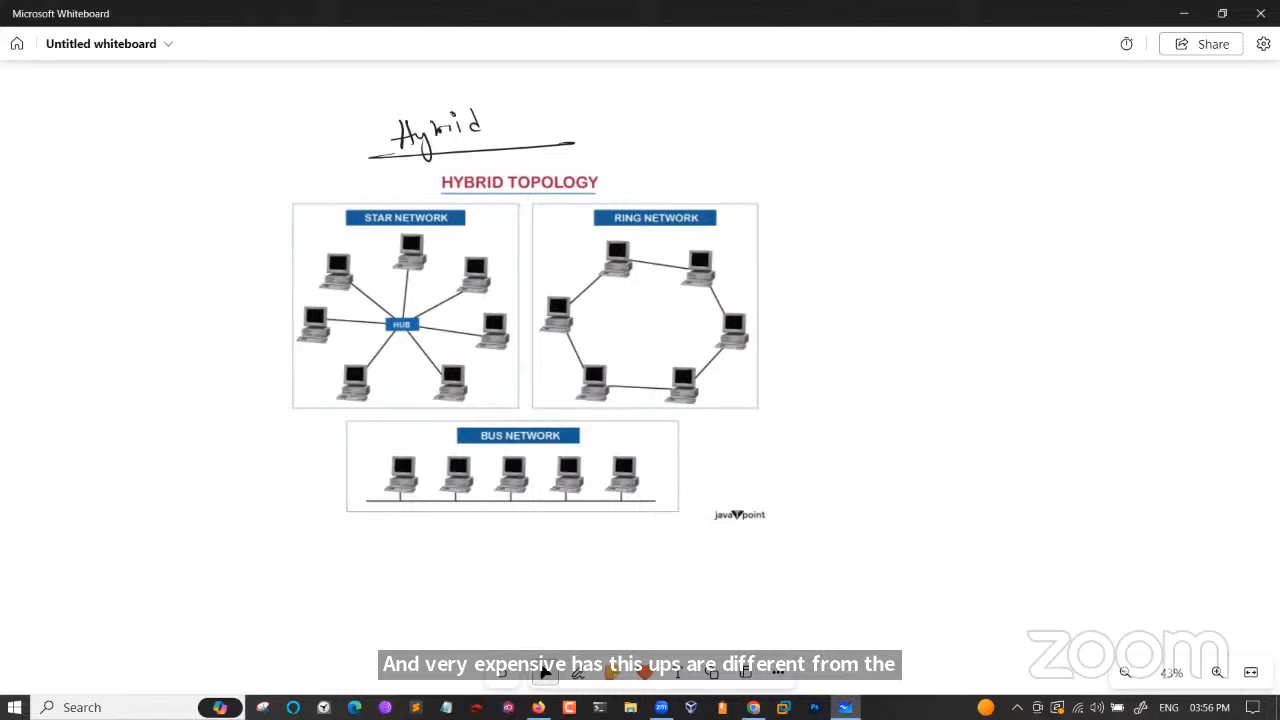 Microsoft Whiteboard
Untitled whiteboard
Share
Hybrid
HYBRID TOPOLOGY
STAR NETWORK
RING NETWORK
HUB
BUS NETWORK
javaTpoint
zoom
And very expensive has this ups are different from the
43%
Search
ENG
03:56 PM